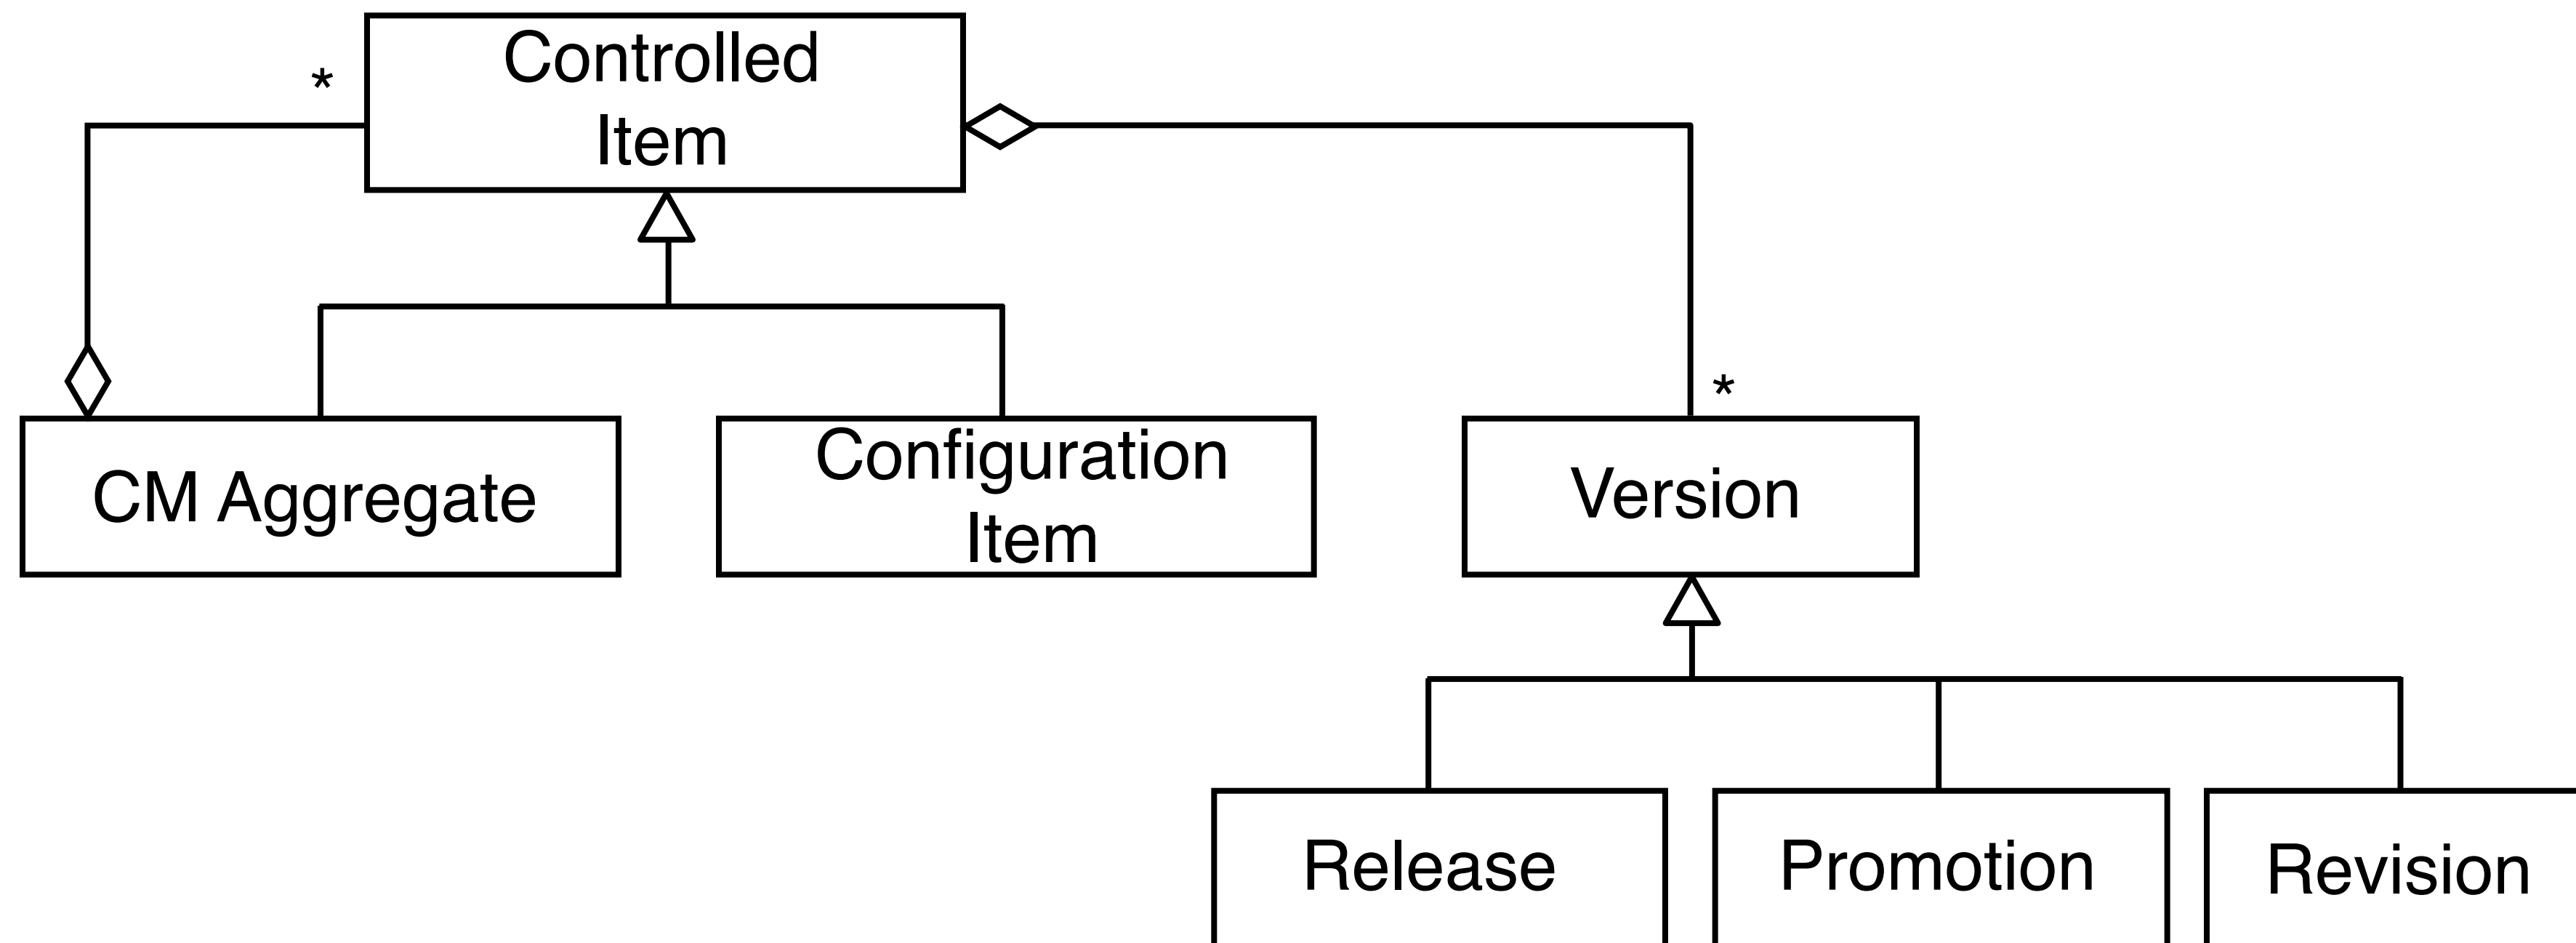 Controlled
Item
*
*
CM Aggregate
Configuration
Item
Version
Release
Promotion
Revision